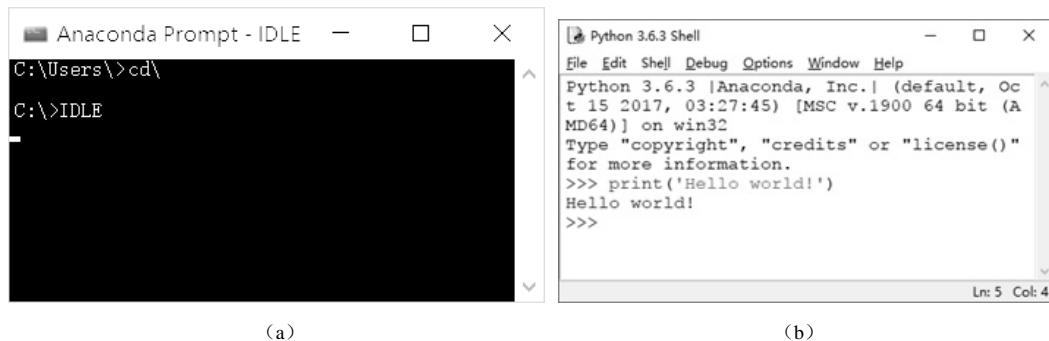 Anaconda Prompt - IDLE
C:\Users\>cd\
C:\>IDLE
(a)
Python 3.6.3 Shell
File Edit Shell Debug Options Window Help
Python 3.6.3 |Anaconda, Inc.| (default, Oc
t 15 2017, 03:27:45) [MSC v.1900 64 bit (A
MD64)] on win32
Type "copyright", "credits" or "license()"
for more information.
>>> print('Hello world!')
Hello world!
>>>
Ln: 5 Col: 4
(b)